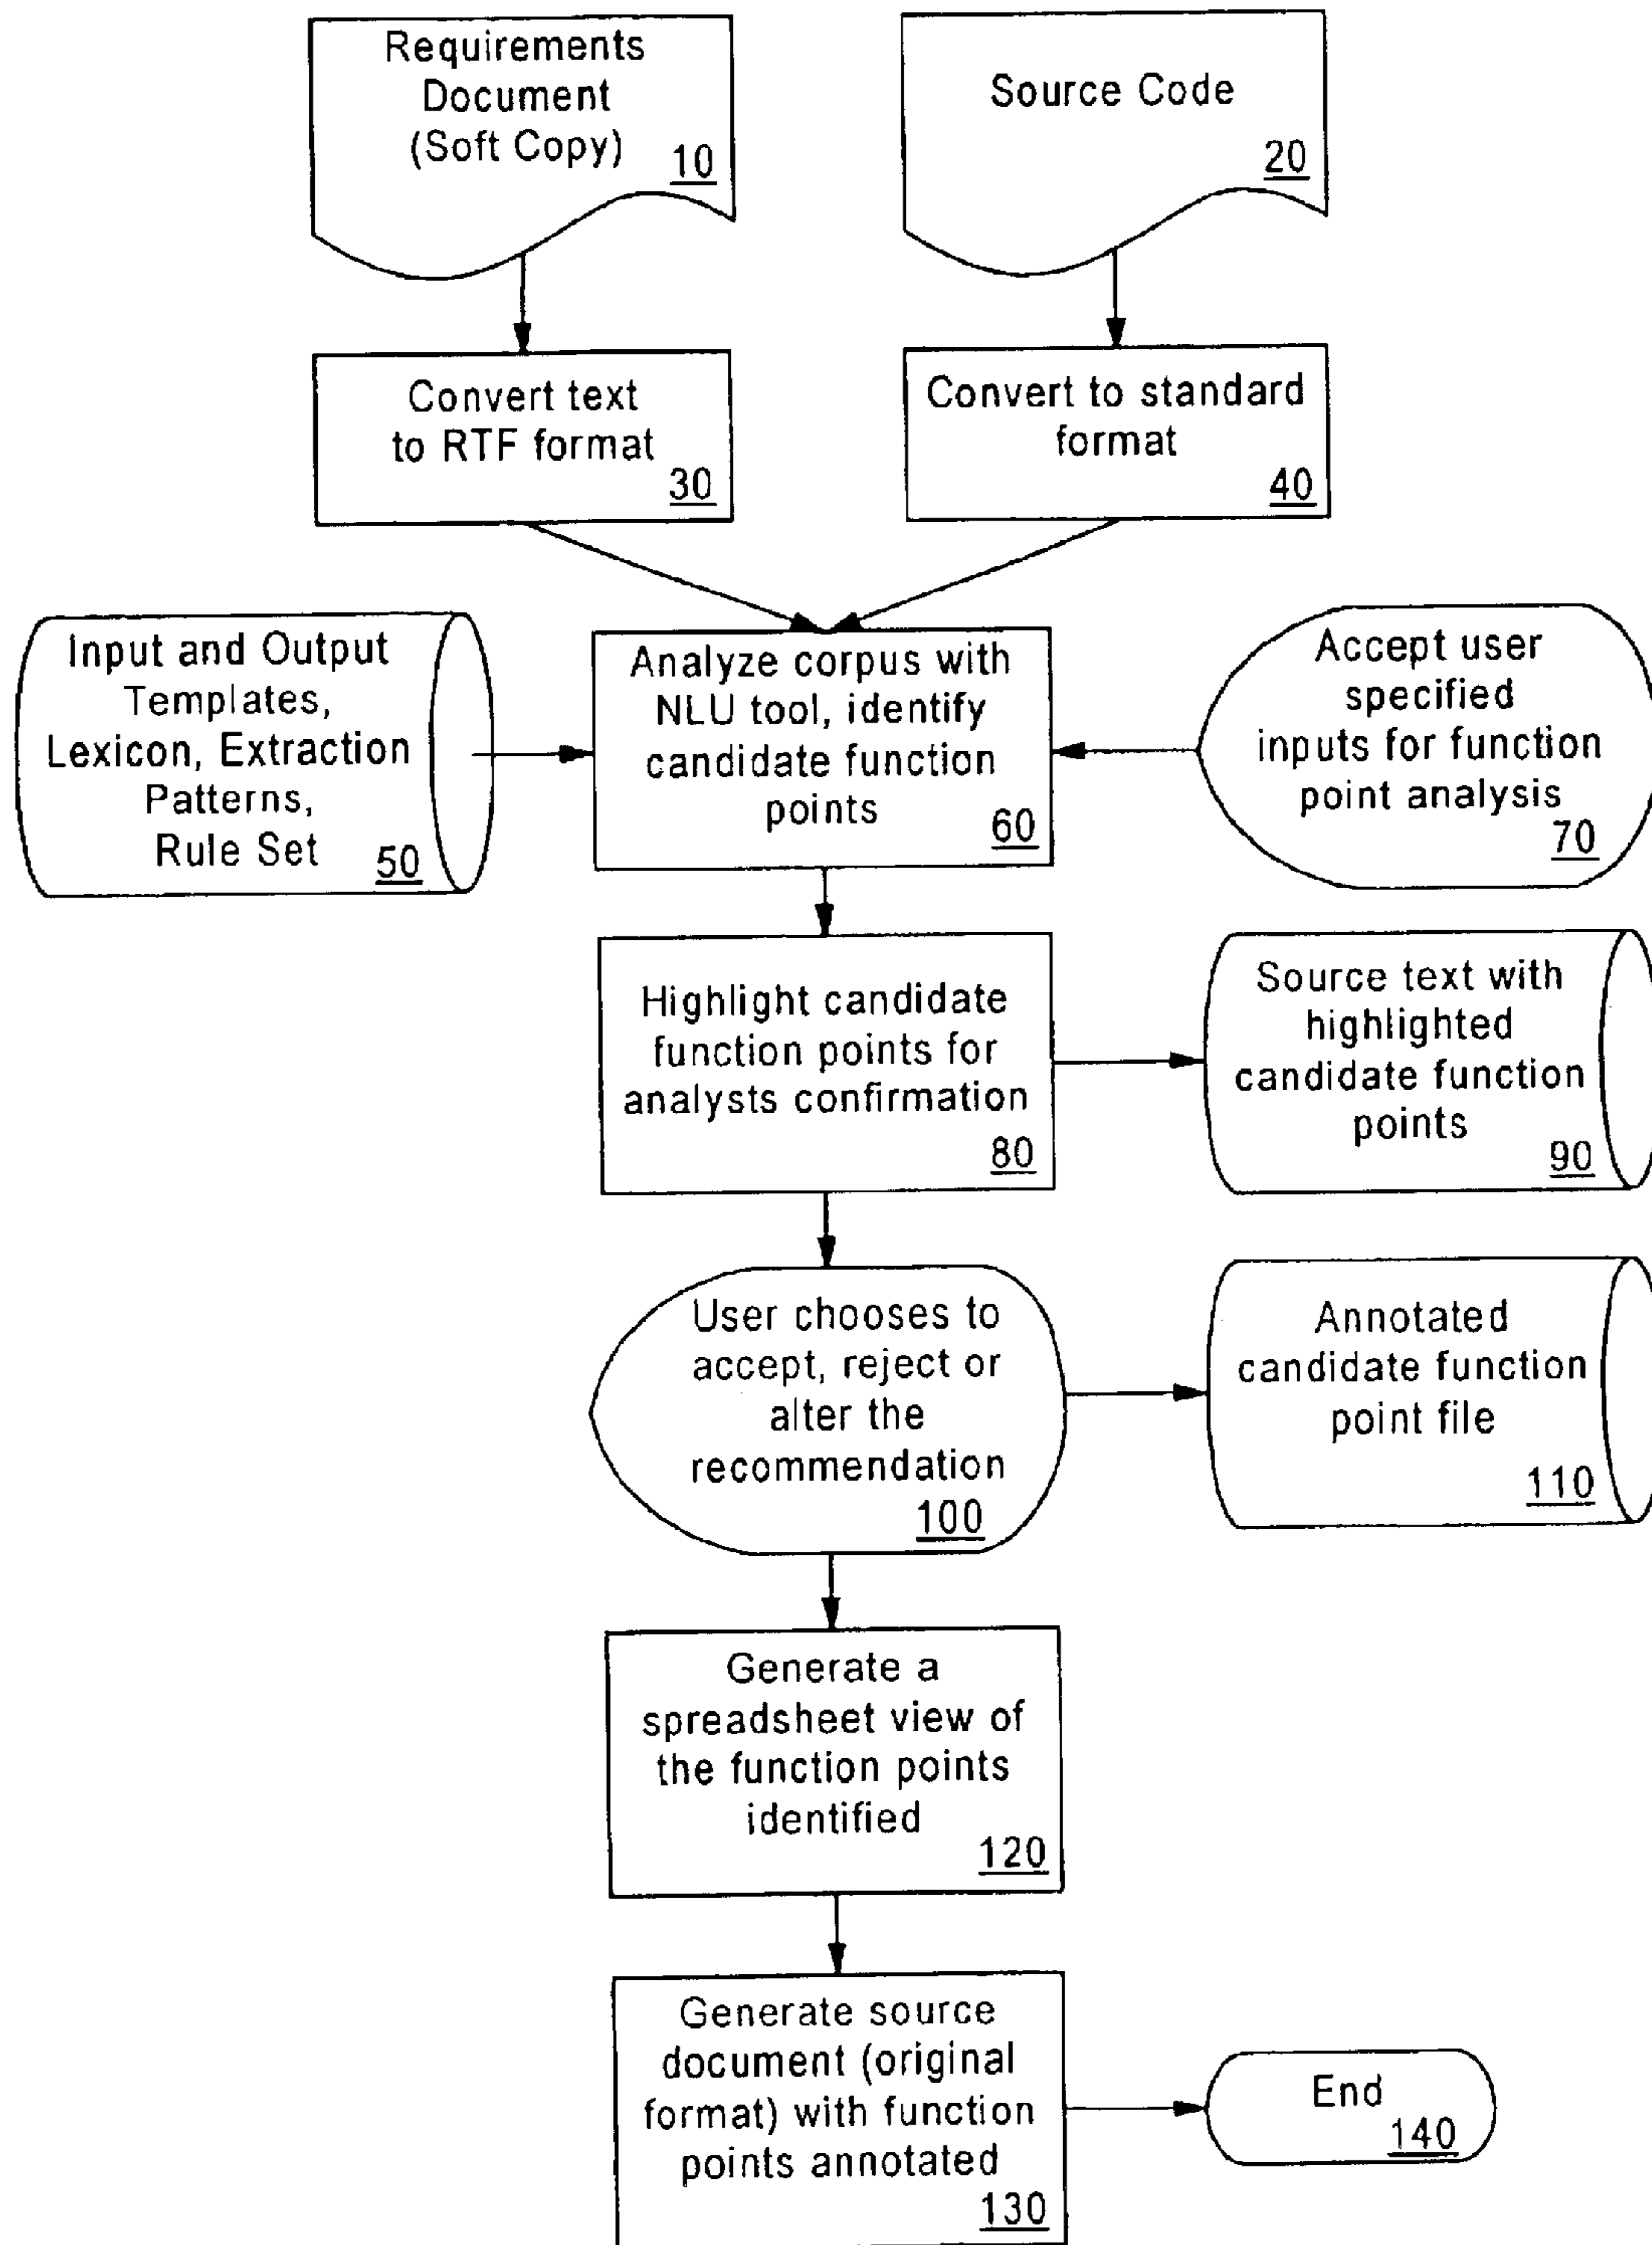 Requirements
Document
(Soft Copy)
10
Source Code
20
Convert text
to RTF format
30
Convert to standard
format
40
Input and Output
Templates,
Lexicon, Extraction
Patterns,
Rule Set
50
Analyze corpus with
NLU tool, identify
candidate function
points
60
Accept user
specified
inputs for function
point analysis
70
Highlight candidate
function points for
analysts confirmation
80
Source text with
highlighted
candidate function
points
90
User chooses to
accept, reject or
alter the
recommendation
100
Annotated
candidate function
point file
110
Generate a
spreadsheet view of
the function points
identified
120
Generate source
document (original
format) with function
points annotated
130
End
140